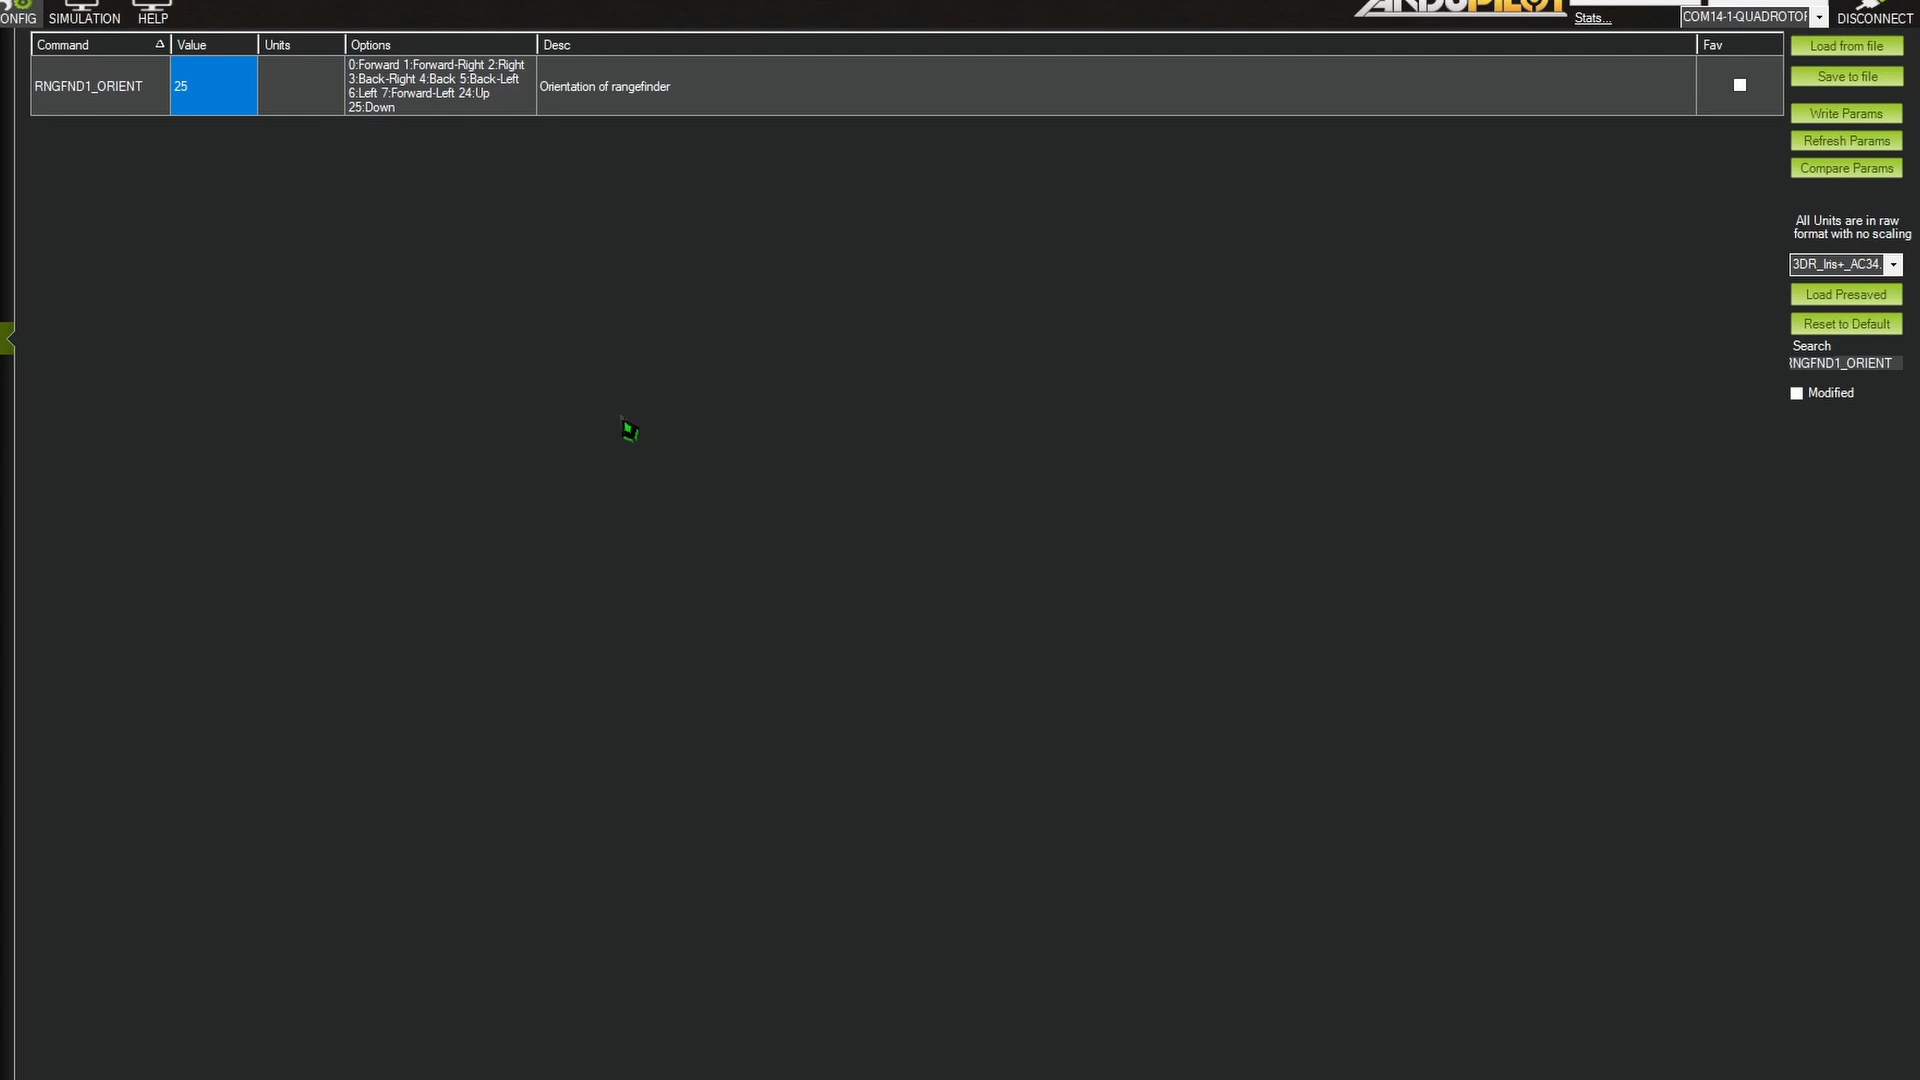 ONFIG SIMULATION HELP
ARDUPILOT
Stats...
COM14-1-QUADROTOR
DISCONNECT
Command Value Units Options Desc Fav
RNGFND1_ORIENT 25
0:Forward 1:Forward-Right 2:Right
3:Back-Right 4:Back 5:Back-Left
6:Left 7:Forward-Left 24:Up
25:Down
Orientation of rangefinder
Load from file
Save to file
Write Params
Refresh Params
Compare Params
All Units are in raw
format with no scaling
3DR_Iris+_AC34.
Load Presaved
Reset to Default
Search
RNGFND1_ORIENT
Modified